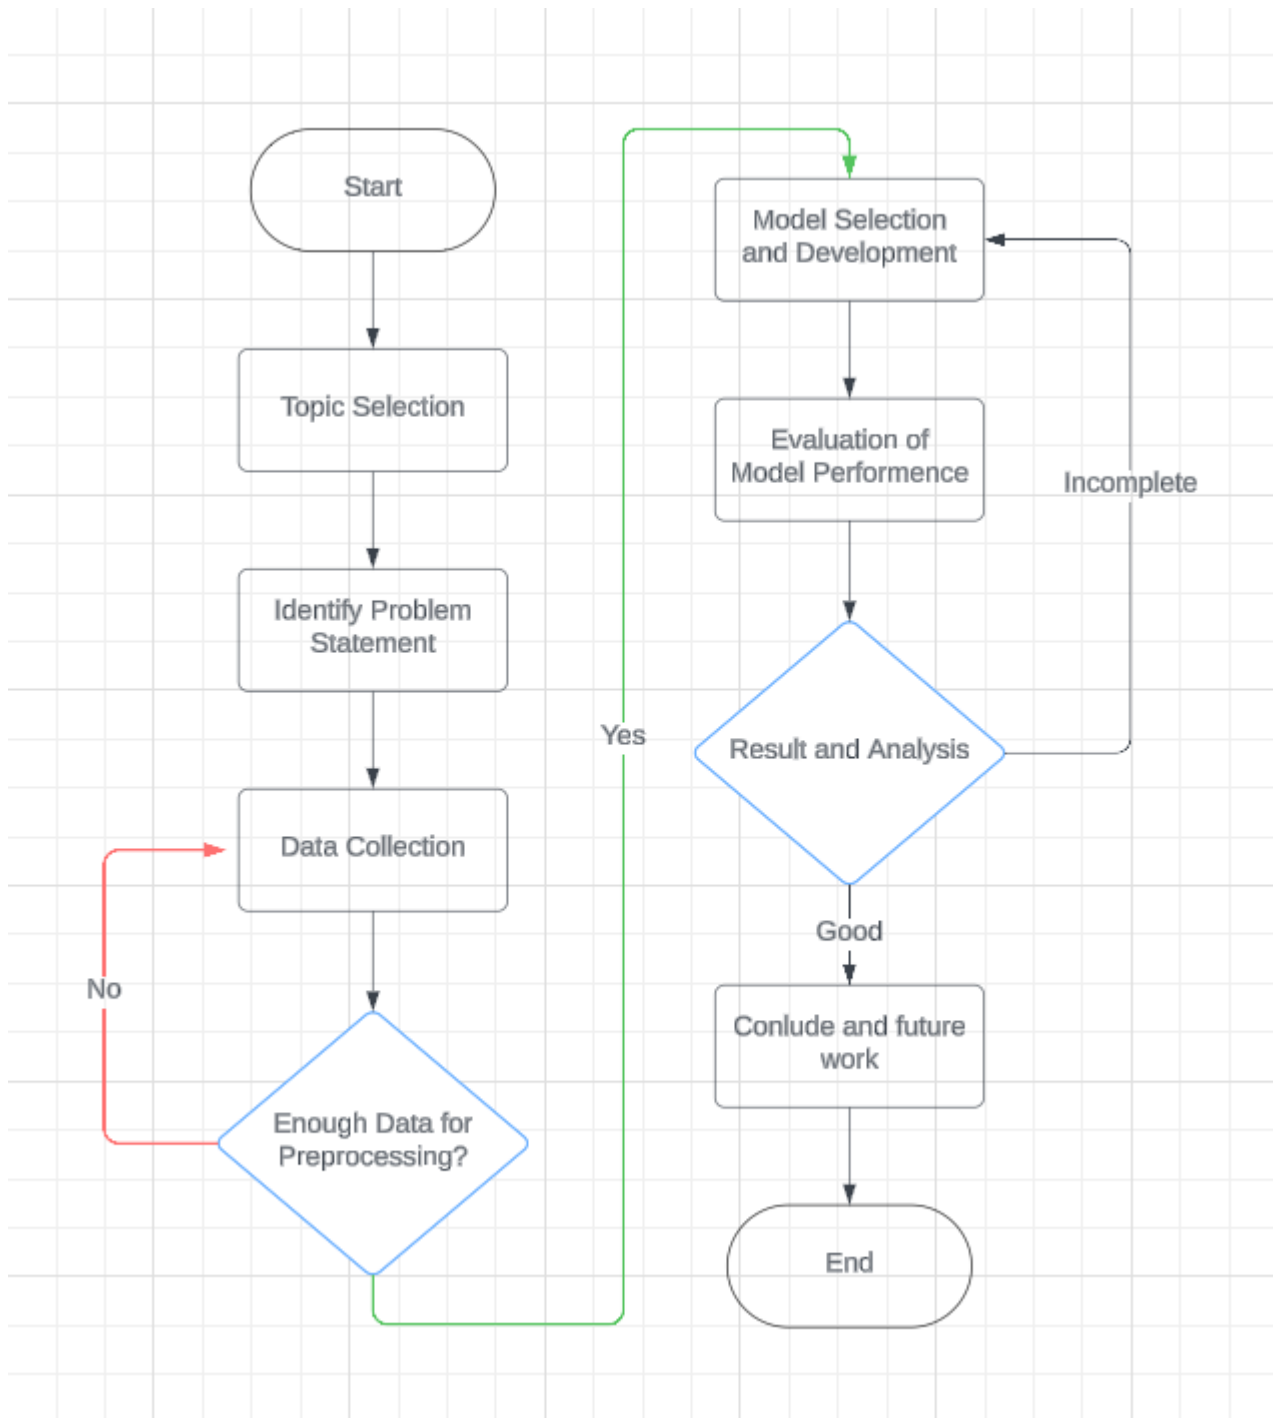 Start
Topic Selection
Identify Problem
Statement
Data Collection
No
Enough Data for
Preprocessing?
Yes
Model Selection
and Development
Evaluation of
Model Performence
Incomplete
Result and Analysis
Good
Conlude and future
work
End